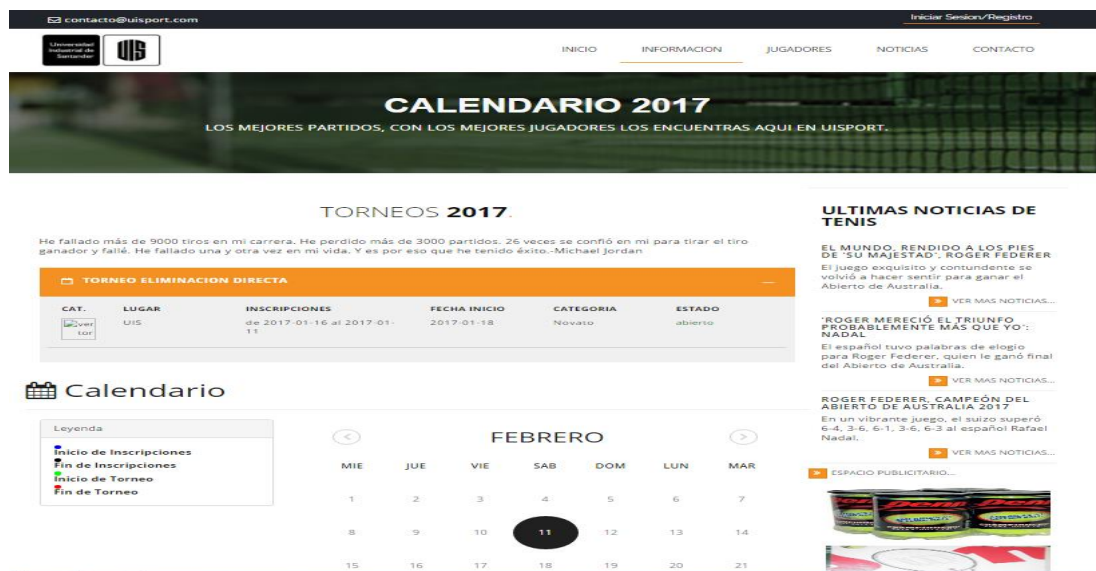 contacto@uisport.com
Iniciar Sesion/Registro
Universidad
Industrial de
Santander
UIS
INICIO INFORMACION JUGADORES NOTICIAS CONTACTO
CALENDARIO 2017
LOS MEJORES PARTIDOS, CON LOS MEJORES JUGADORES LOS ENCUENTRAS AQUI EN UISPORT.
TORNEOS 2017.
He fallado más de 9000 tiros en mi carrera. He perdido más de 3000 partidos. 26 veces se confió en mi para tirar el tiro
ganador y fallé. He fallado una y otra vez en mi vida. Y es por eso que he tenido éxito.-Michael Jordan
TORNEO ELIMINACION DIRECTA
CAT. LUGAR INSCRIPCIONES FECHA INICIO CATEGORIA ESTADO
ver UIS de 2017-01-16 al 2017-01- 2017-01-18 Novato abierto
tor 11
Calendario
Leyenda
Inicio de Inscripciones
Fin de Inscripciones
Inicio de Torneo
Fin de Torneo
FEBRERO
MIE JUE VIE SAB DOM LUN MAR
1 2 3 4 5 6 7
8 9 10 11 12 13 14
15 16 17 18 19 20 21
ULTIMAS NOTICIAS DE
TENIS
EL MUNDO, RENDIDO A LOS PIES
DE 'SU MAJESTAD', ROGER FEDERER
El juego exquisito y contundente se
volvió a hacer sentir para ganar el
Abierto de Australia.
VER MAS NOTICIAS...
'ROGER MERECIÓ EL TRIUNFO
PROBABLEMENTE MÁS QUE YO':
NADAL
El español tuvo palabras de elogio
para Roger Federer, quien le ganó final
del Abierto de Australia.
VER MAS NOTICIAS...
ROGER FEDERER, CAMPEÓN DEL
ABIERTO DE AUSTRALIA 2017
En un vibrante juego, el suizo superó
6-4, 3-6, 6-1, 3-6, 6-3 al español Rafael
Nadal.
VER MAS NOTICIAS...
ESPACIO PUBLICITARIO...
Penn Penn